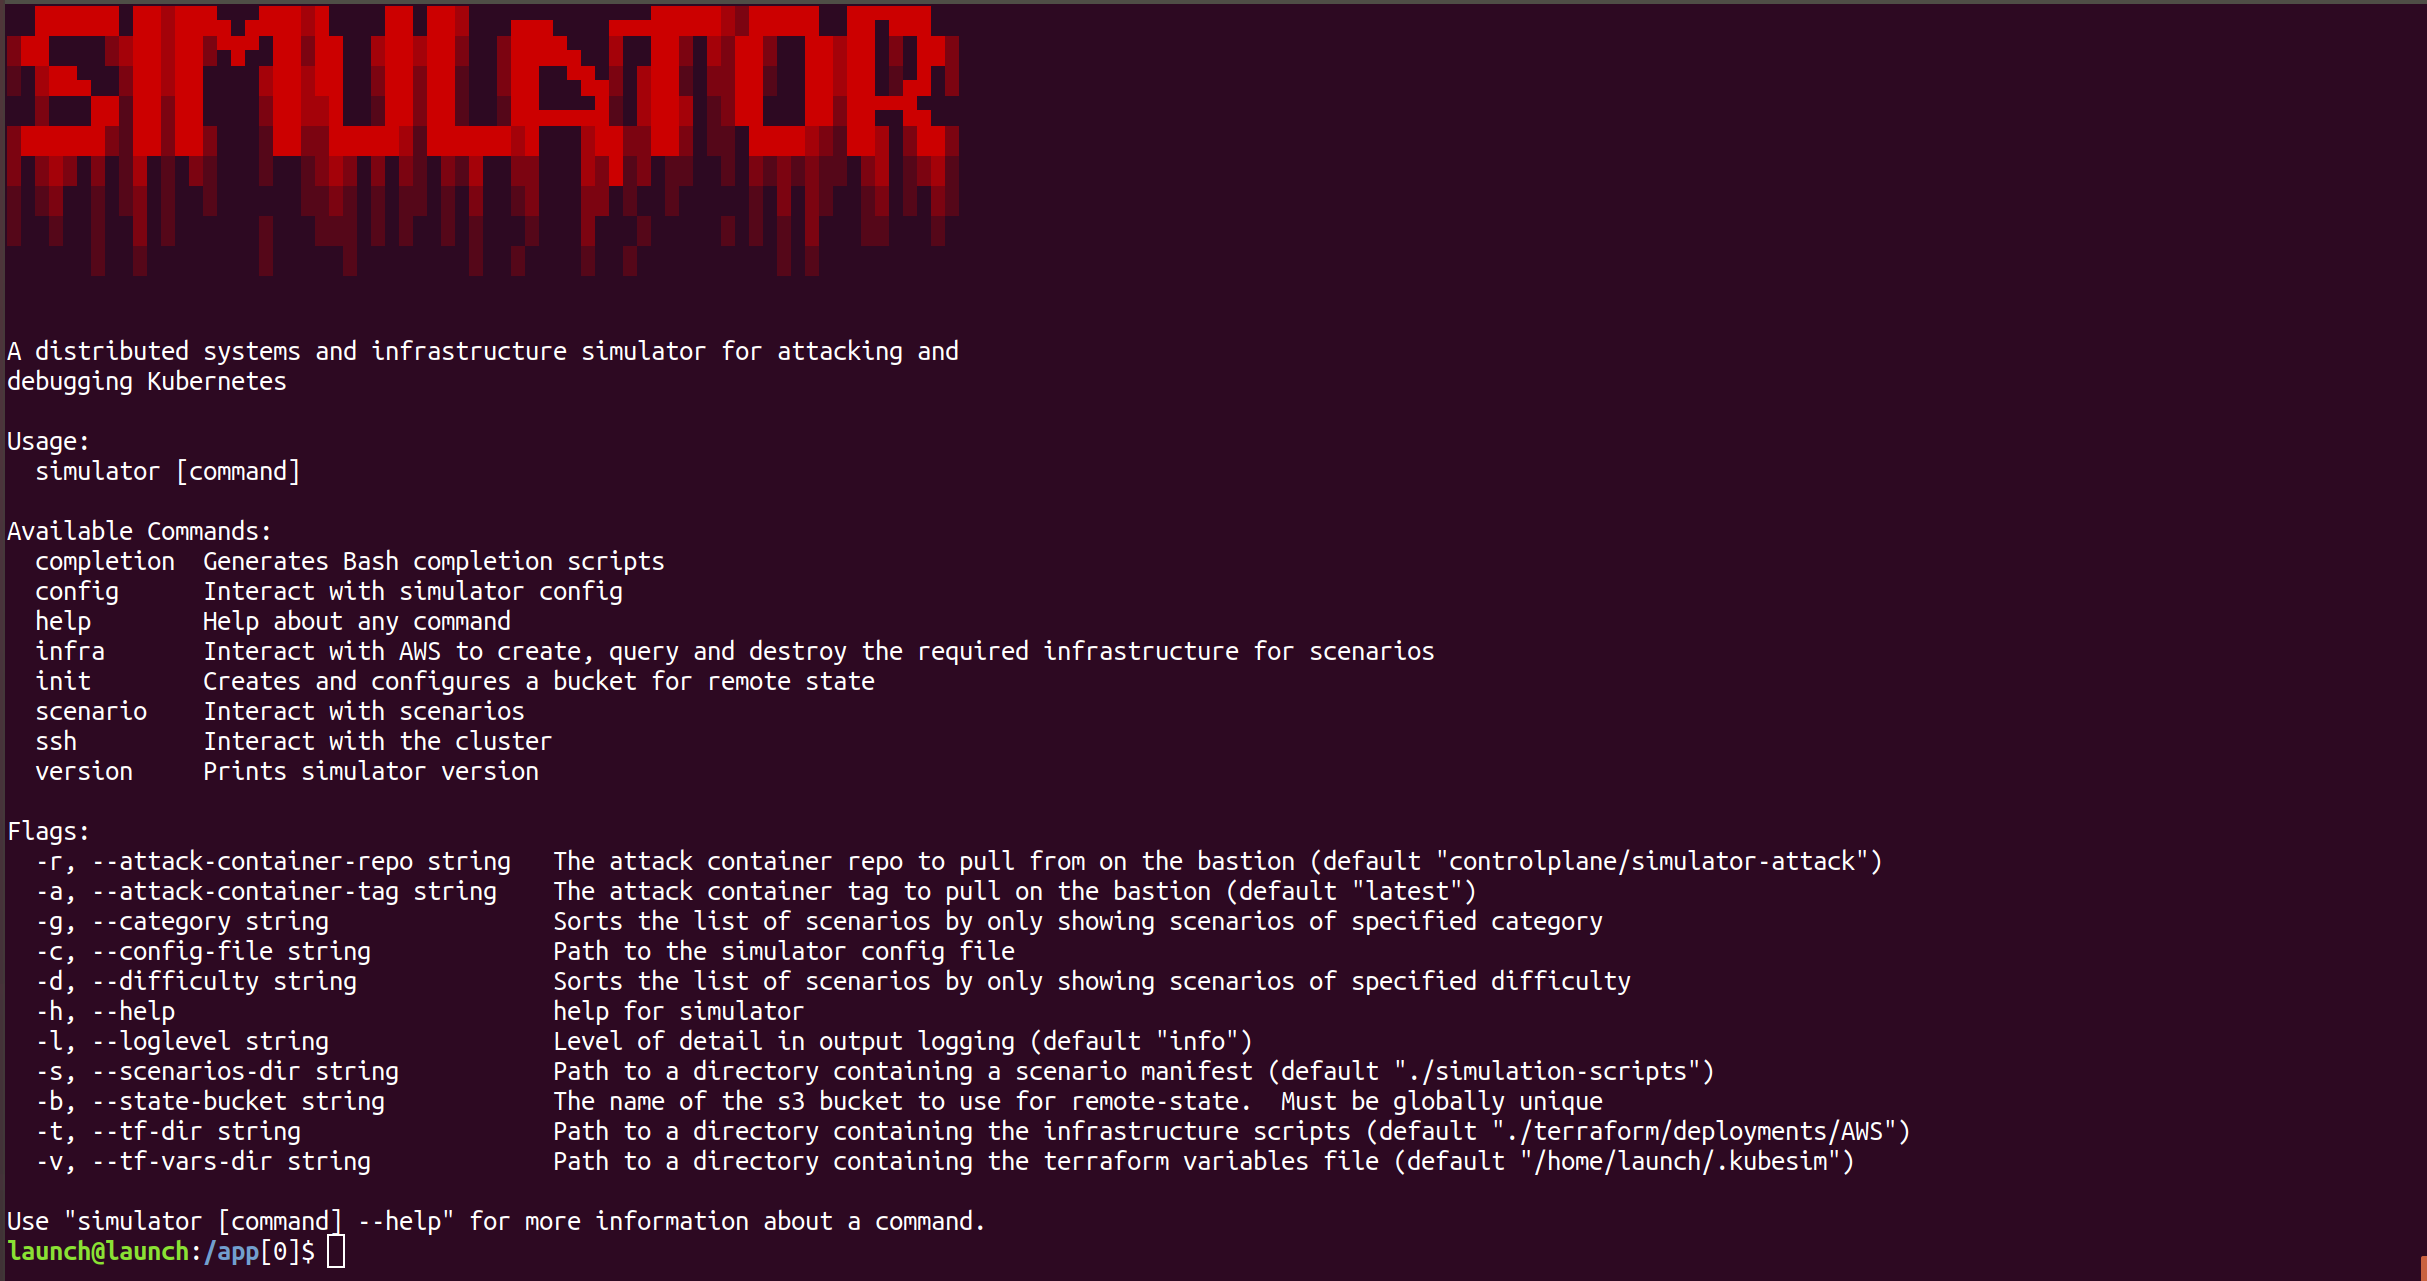 SIMULATOR
A distributed systems and infrastructure simulator for attacking and
debugging Kubernetes
Usage:
simulator [command]
Available Commands:
completion  Generates Bash completion scripts
config      Interact with simulator config
help        Help about any command
infra       Interact with AWS to create, query and destroy the required infrastructure for scenarios
init        Creates and configures a bucket for remote state
scenario    Interact with scenarios
ssh         Interact with the cluster
version     Prints simulator version
Flags:
-r, --attack-container-repo string   The attack container repo to pull from on the bastion (default "controlplane/simulator-attack")
-a, --attack-container-tag string    The attack container tag to pull on the bastion (default "latest")
-g, --category string                Sorts the list of scenarios by only showing scenarios of specified category
-c, --config-file string             Path to the simulator config file
-d, --difficulty string              Sorts the list of scenarios by only showing scenarios of specified difficulty
-h, --help                           help for simulator
-l, --loglevel string                Level of detail in output logging (default "info")
-s, --scenarios-dir string           Path to a directory containing a scenario manifest (default "./simulation-scripts")
-b, --state-bucket string            The name of the s3 bucket to use for remote-state.  Must be globally unique
-t, --tf-dir string                  Path to a directory containing the infrastructure scripts (default "./terraform/deployments/AWS")
-v, --tf-vars-dir string             Path to a directory containing the terraform variables file (default "/home/launch/.kubesim")
Use "simulator [command] --help" for more information about a command.
launch@launch:/app[0]$